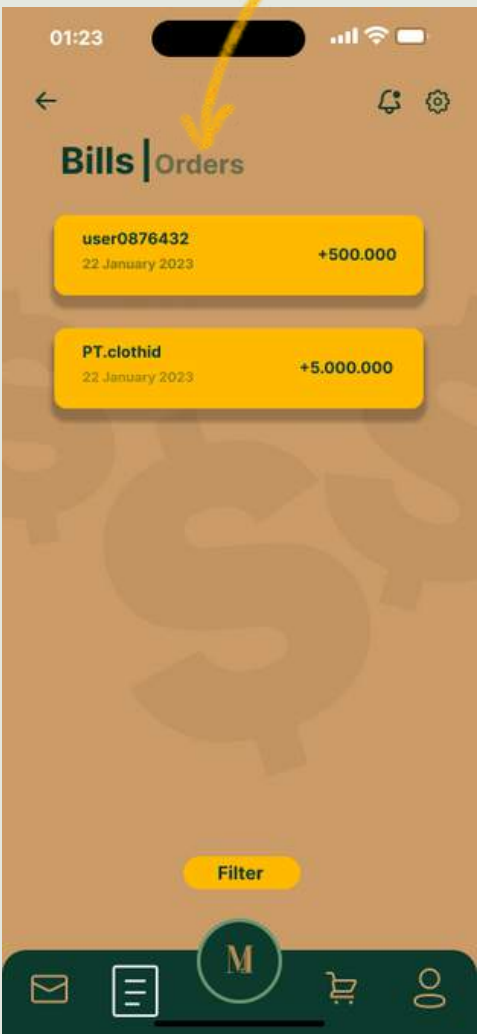 01:23
Bills Orders
user0876432
22 January 2023
+500.000
PT.clothid
22 January 2023
+5.000.000
Filter
M